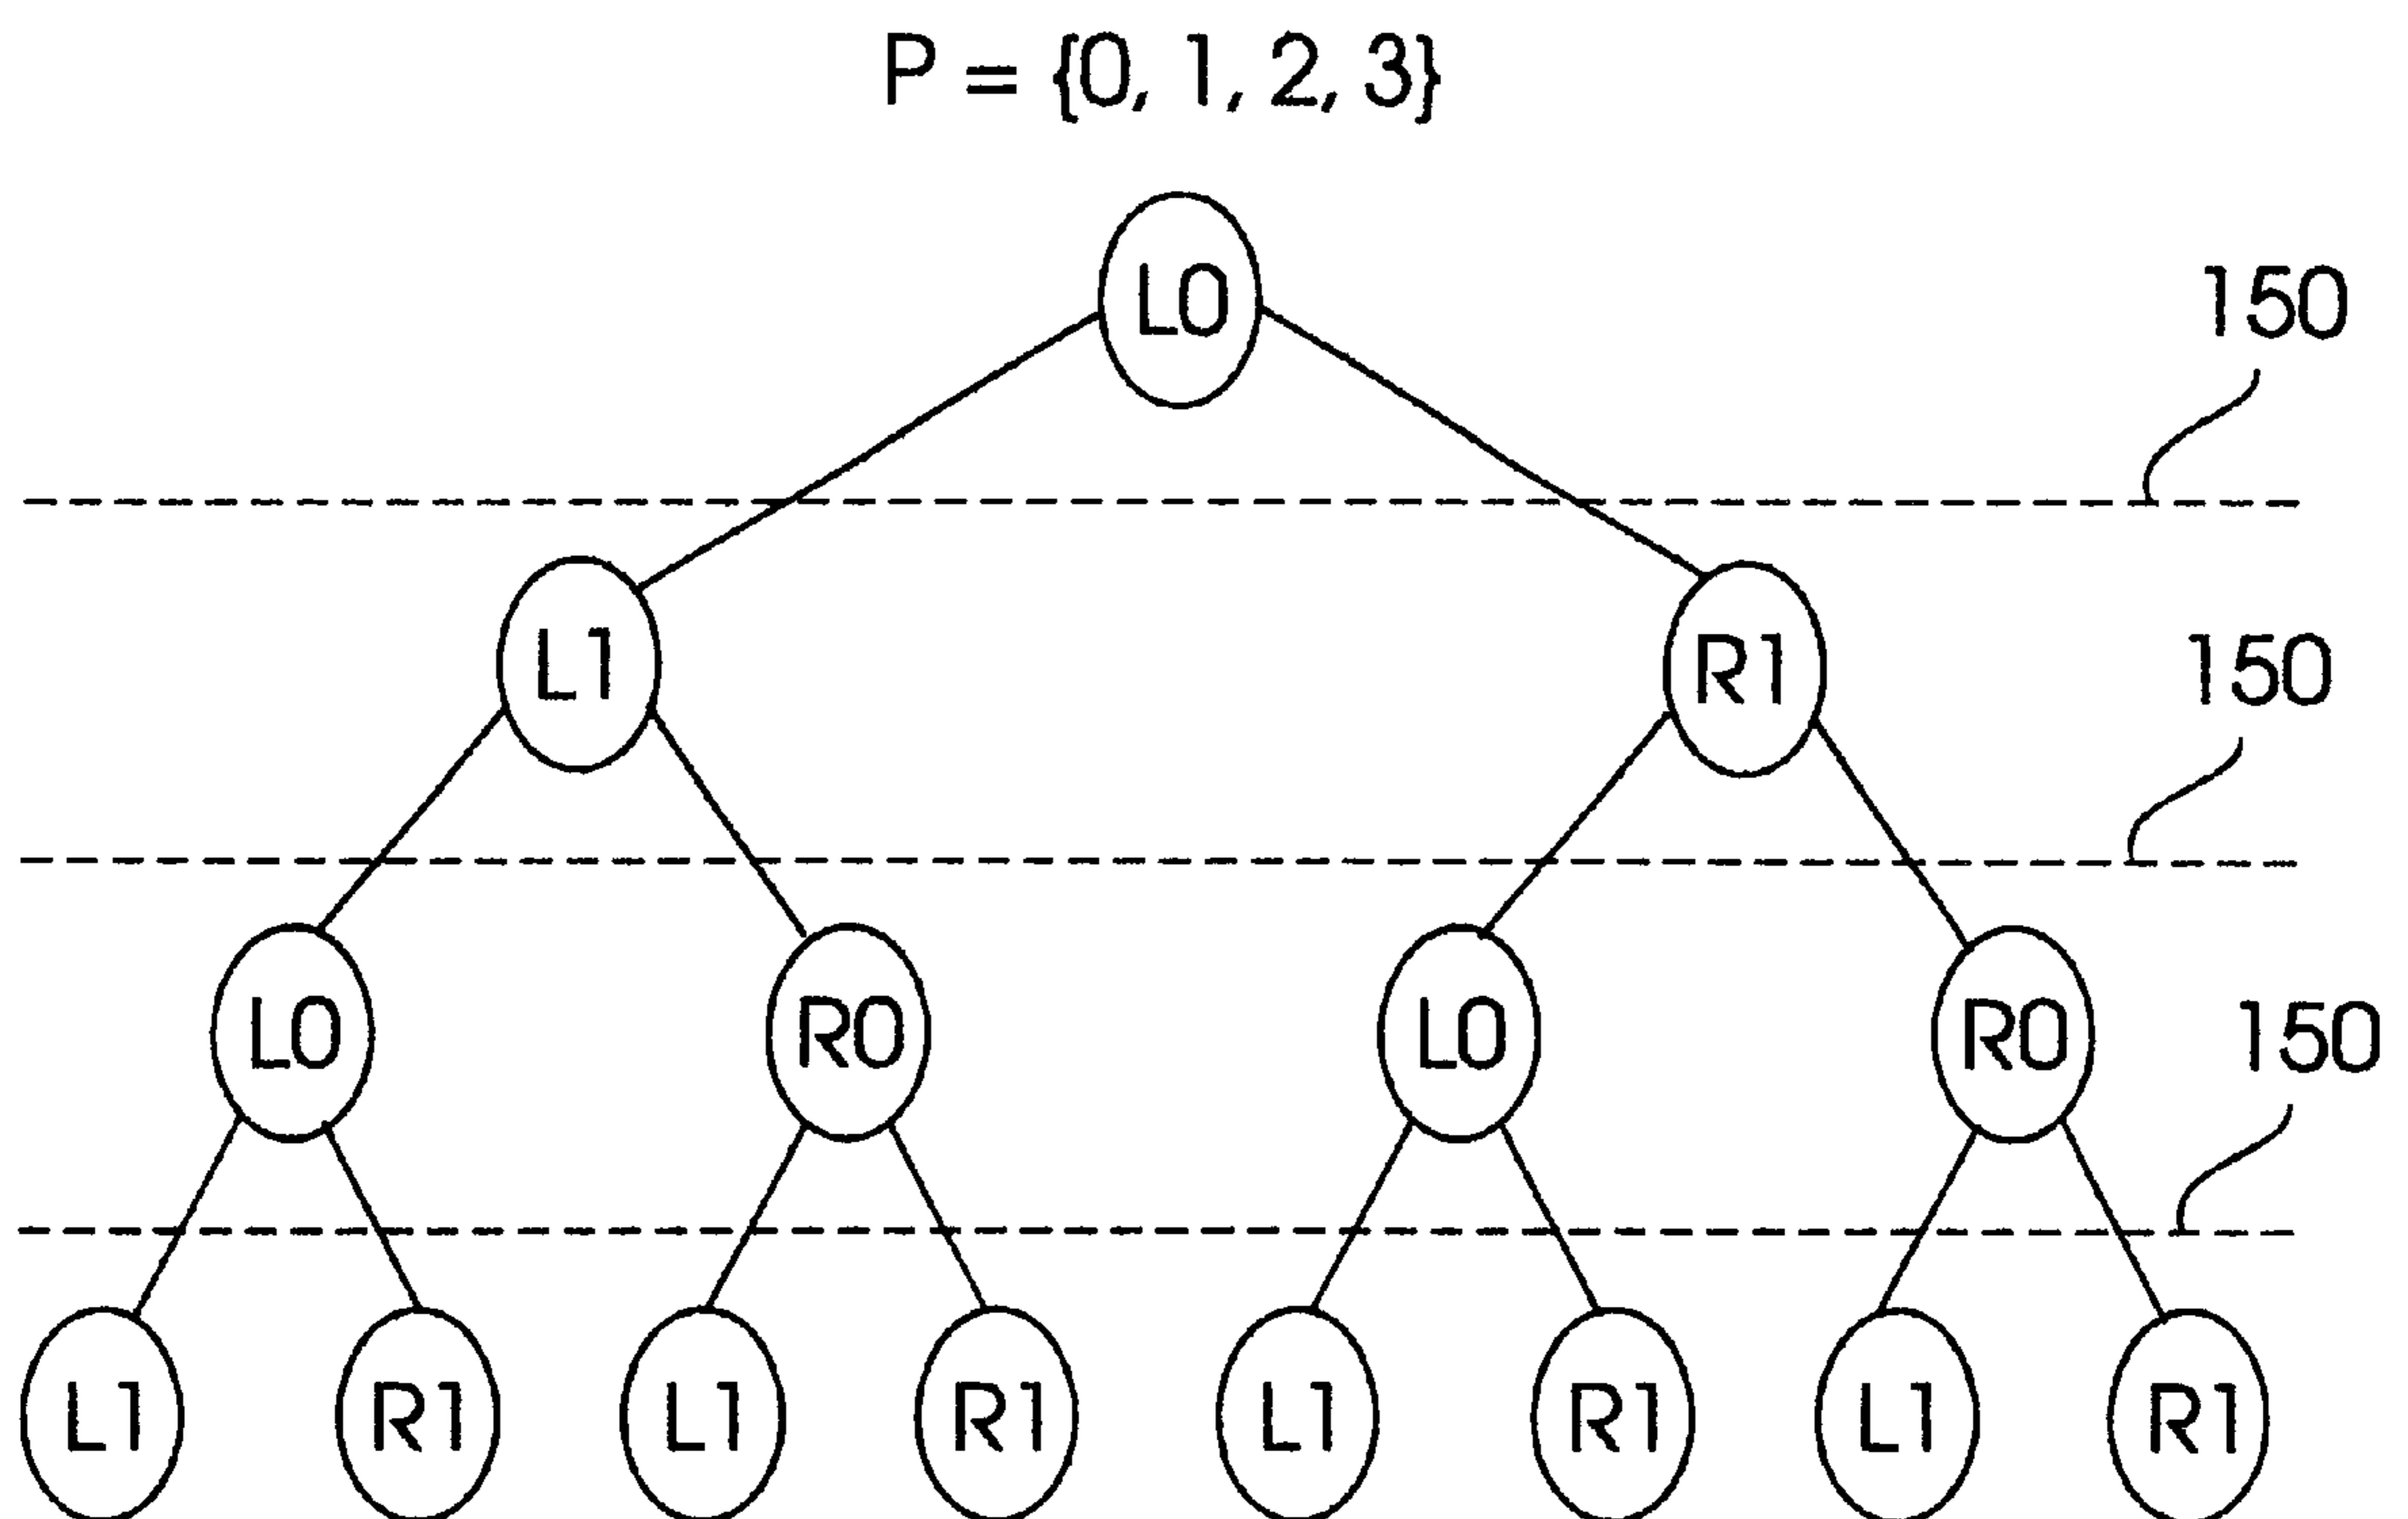 P = {0, 1, 2, 3}
L0
150
L1 R1 150
L0 R0 L0 R0 150
L1 R1 L1 R1 L1 R1 L1 R1